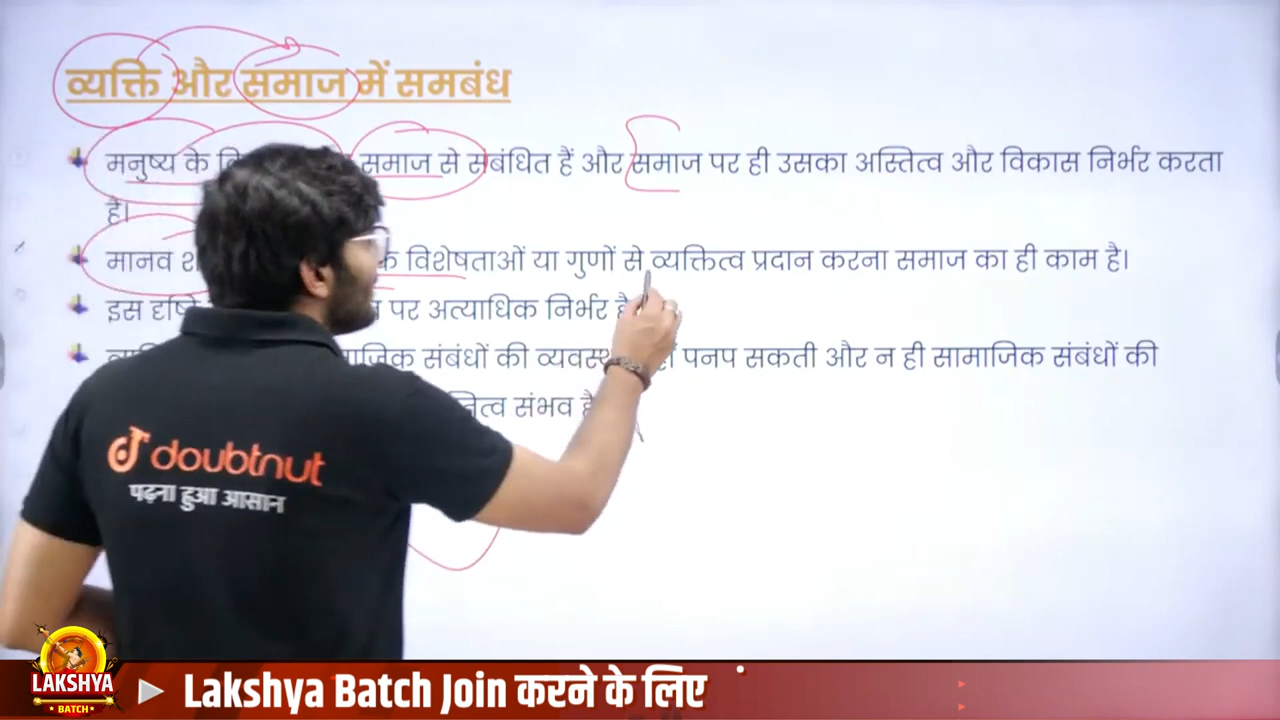 व्यक्ति और समाज में समबंध
मनुष्य के समाज से संबंधित हैं और समाज पर ही उसका अस्तित्व और विकास निर्भर करता
है।
मानव विशेषताओं या गुणों से व्यक्तित्व प्रदान करना समाज का ही काम है।
इस पर अत्याधिक निर्भर
संबंधों की पनप सकती और न ही सामाजिक संबंधों की
संभव
doubtnut
पढ़ना हुआ आसान
LAKSHYA
BATCH
Lakshya Batch Join करने के लिए